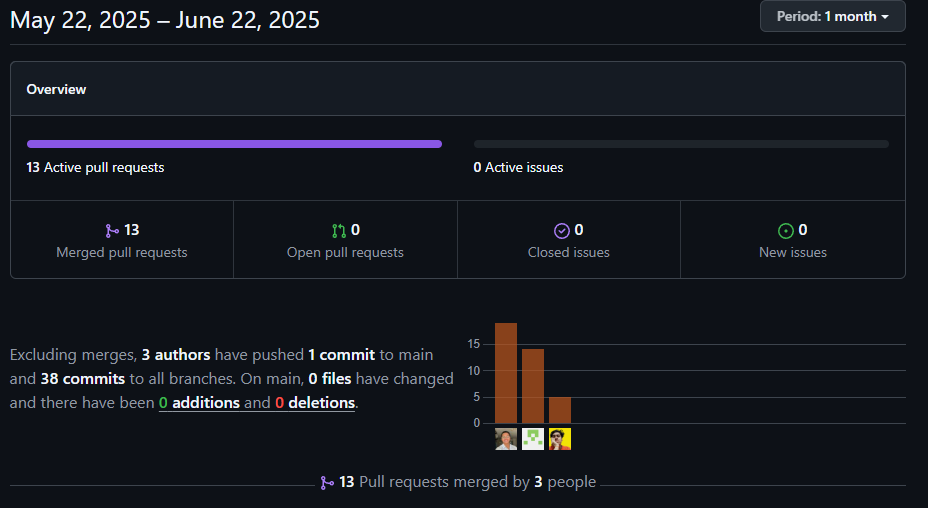 May 22, 2025 – June 22, 2025
Period: 1 month
Overview
13 Active pull requests
0 Active issues
13
Merged pull requests
0
Open pull requests
0
Closed issues
0
New issues
Excluding merges, 3 authors have pushed 1 commit to main
and 38 commits to all branches. On main, 0 files have changed
and there have been 0 additions and 0 deletions.
15
10
5
0
13 Pull requests merged by 3 people